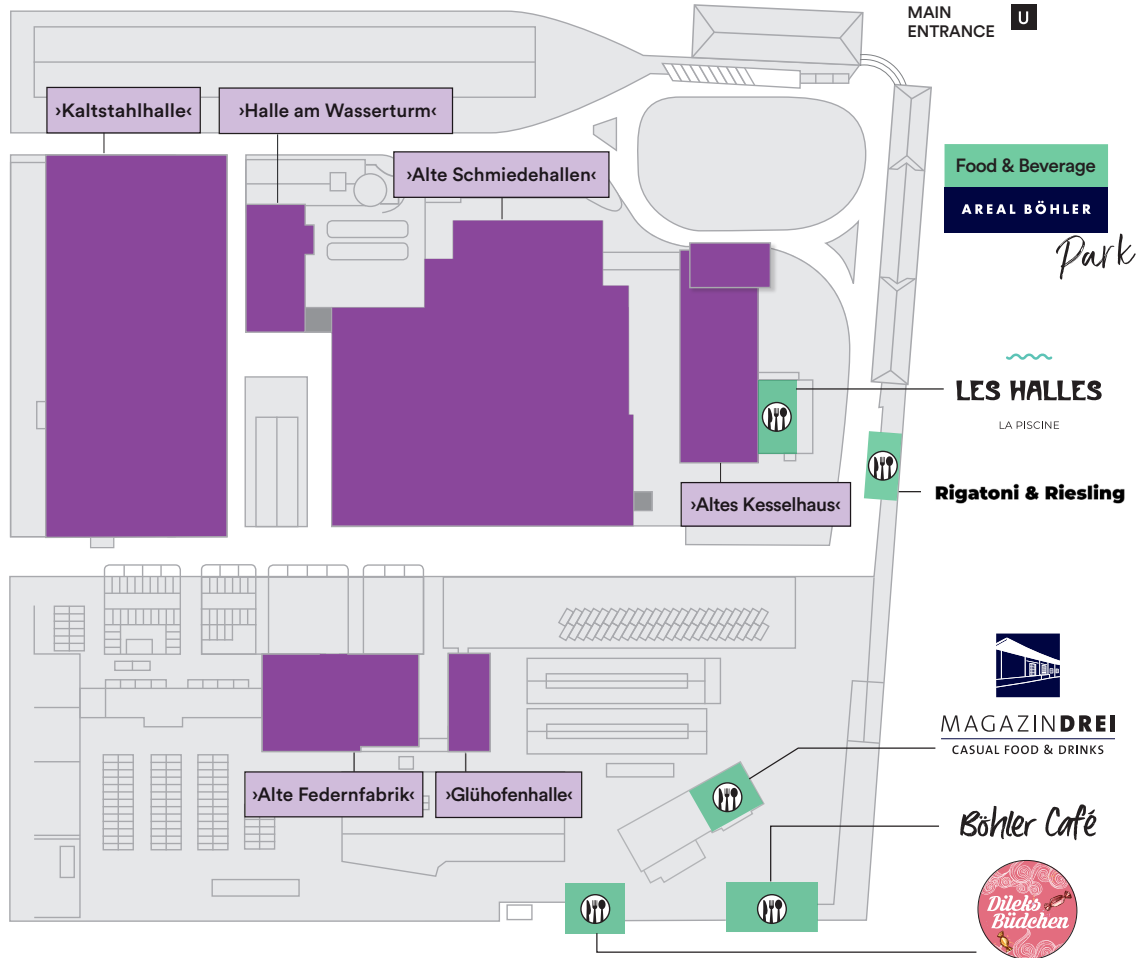 MAIN
ENTRANCE
U
›Kaltstahlhalle‹
›Halle am Wasserturm‹
›Alte Schmiedehallen‹
Food & Beverage
AREAL BÖHLER
Park
LES HALLES
LA PISCINE
Rigatoni & Riesling
›Altes Kesselhaus‹
MAGAZINDREI
CASUAL FOOD & DRINKS
›Alte Federnfabrik‹
›Glühofenhalle‹
Böhler Café
Dilek's
Büdchen